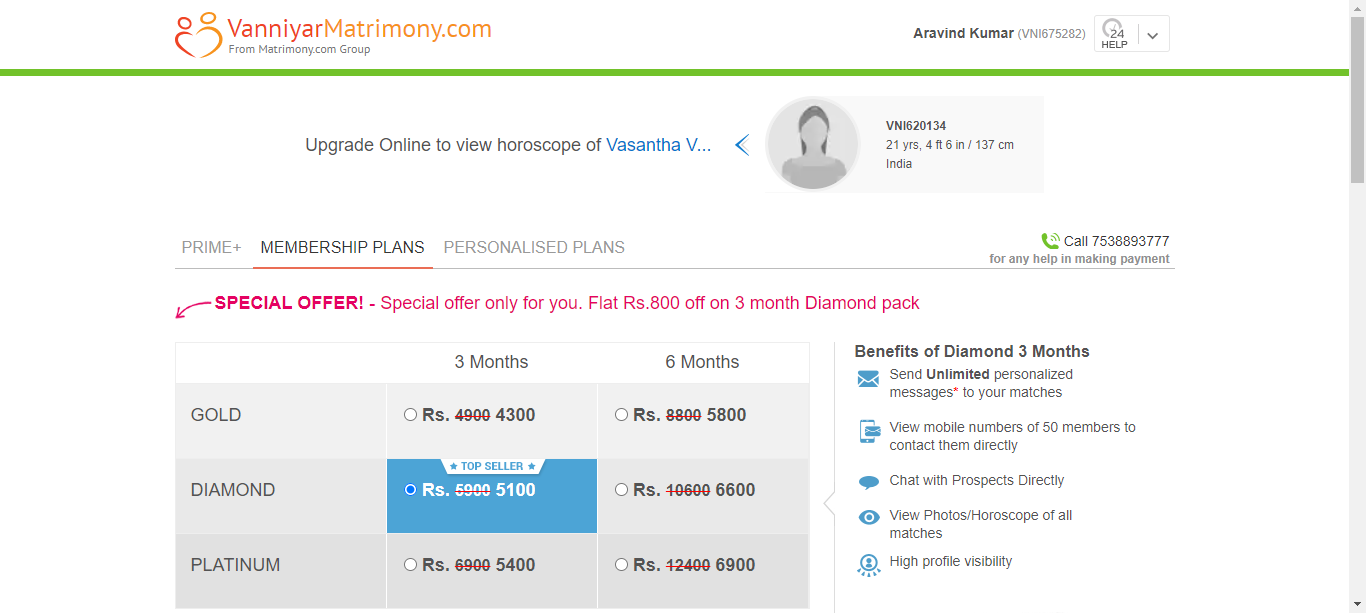 VanniyarMatrimony.com
From Matrimony.com Group
Aravind Kumar (VNI675282)
24
HELP
Upgrade Online to view horoscope of Vasantha V...
VNI620134
21 yrs, 4 ft 6 in / 137 cm
India
PRIME+ MEMBERSHIP PLANS PERSONALISED PLANS
Call 7538893777
for any help in making payment
SPECIAL OFFER! - Special offer only for you. Flat Rs.800 off on 3 month Diamond pack
3 Months 6 Months
GOLD Rs. 4900 4300 Rs. 8800 5800
TOP SELLER
DIAMOND Rs. 5900 5100 Rs. 10600 6600
PLATINUM Rs. 6900 5400 Rs. 12400 6900
Benefits of Diamond 3 Months
Send Unlimited personalized
messages* to your matches
View mobile numbers of 50 members to
contact them directly
Chat with Prospects Directly
View Photos/Horoscope of all
matches
High profile visibility